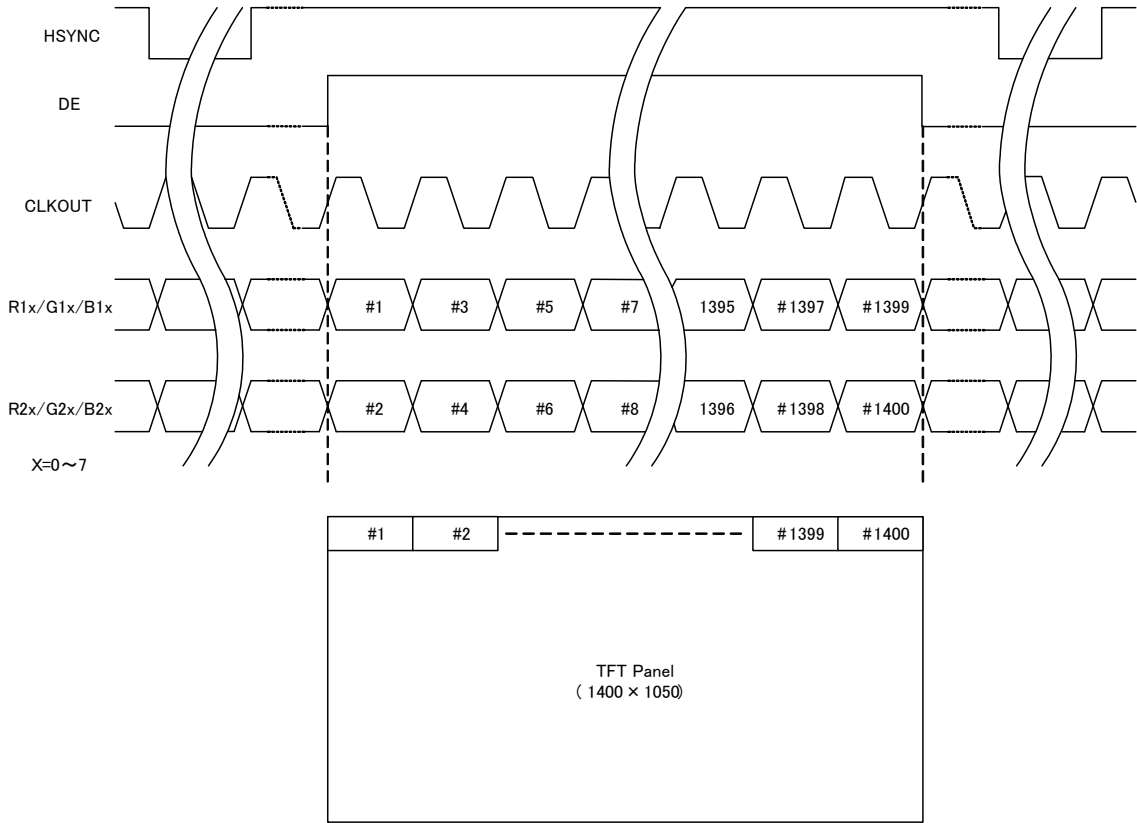 HSYNC
DE
CLKOUT
R1x/G1x/B1x #1 #3 #5 #7 1395 #1397 #1399
R2x/G2x/B2x #2 #4 #6 #8 1396 #1398 #1400
X=0～7
#1 #2 #1399 #1400
TFT Panel
( 1400 × 1050)